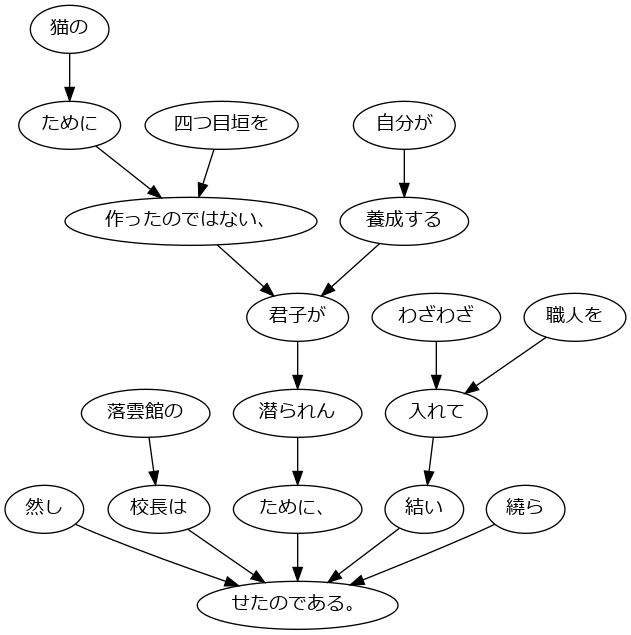 猫の
ために
四つ目垣を
自分が
作ったのではない、
養成する
君子が
わざわざ
職人を
落雲館の
潜られん
入れて
然し
校長は
ために、
結い
繞ら
せたのである。